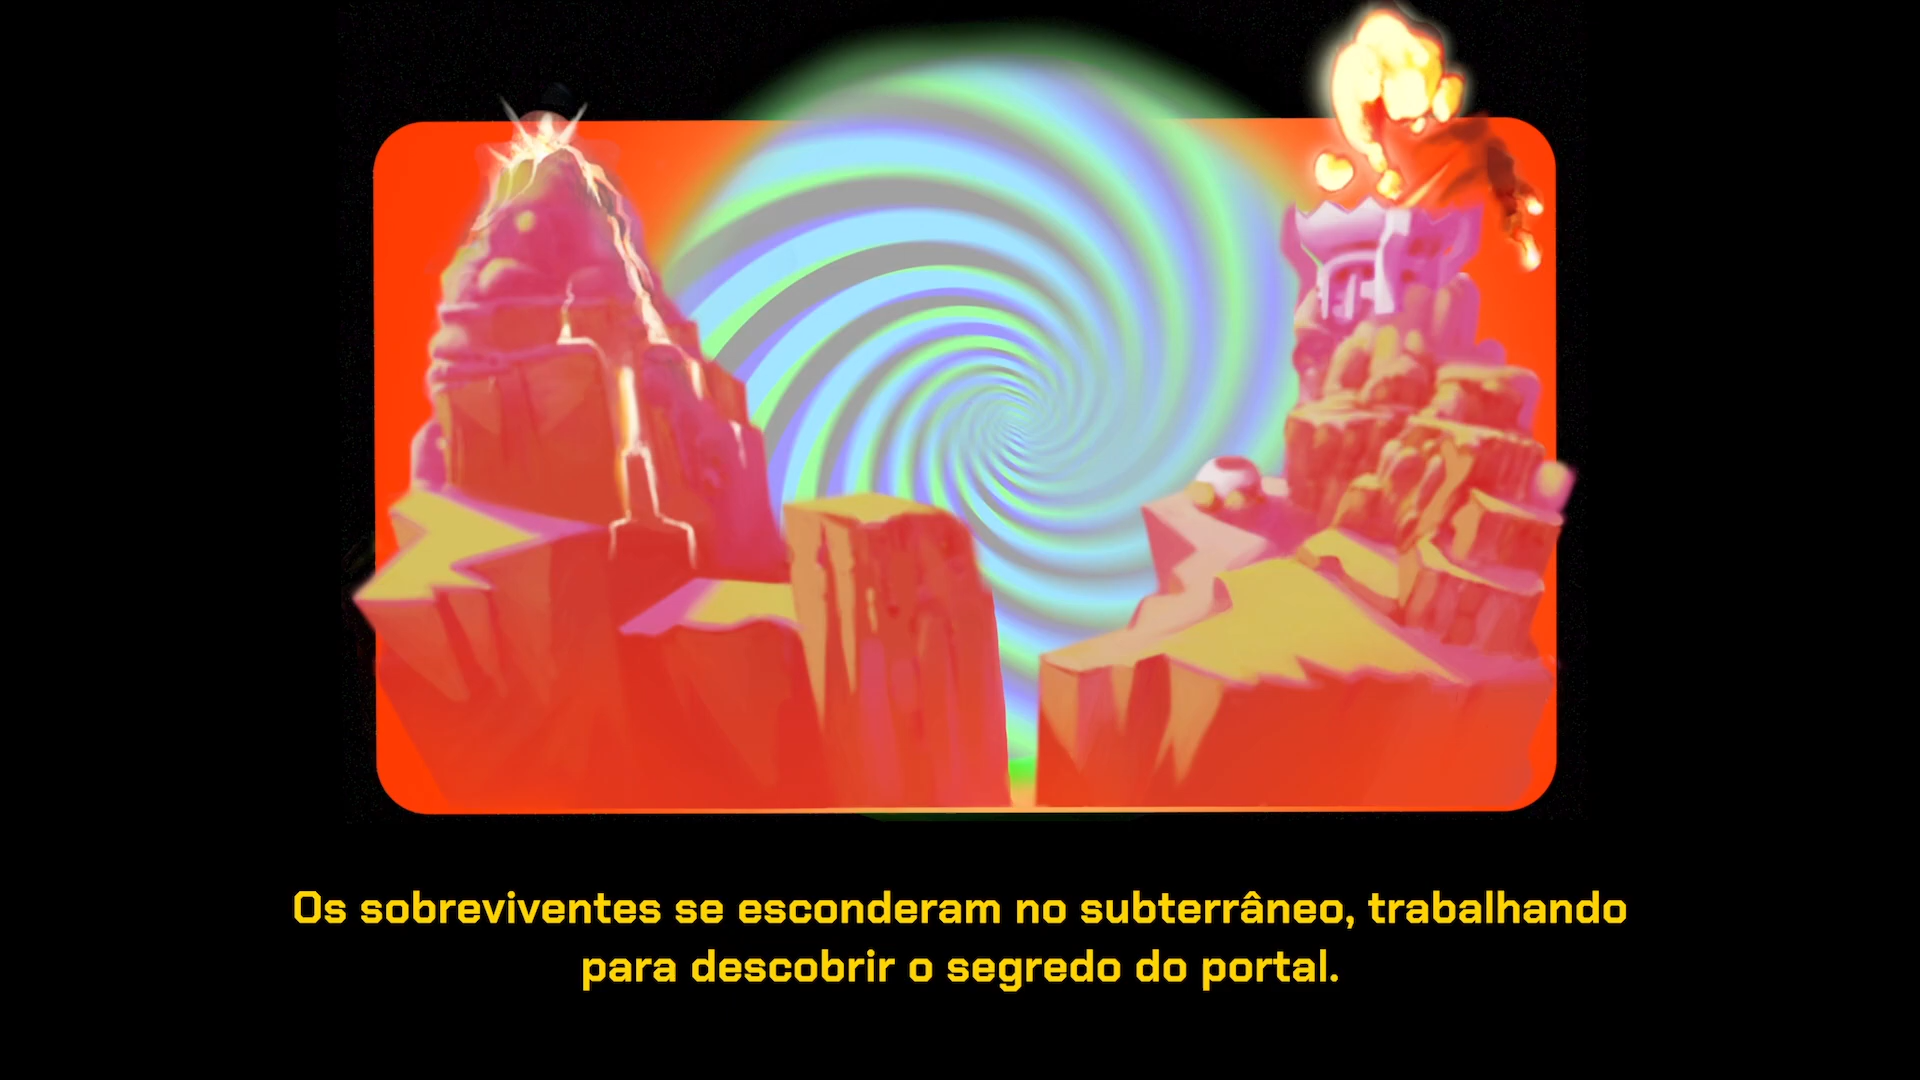 Os sobreviventes se esconderam no subterrâneo, trabalhando
para descobrir o segredo do portal.